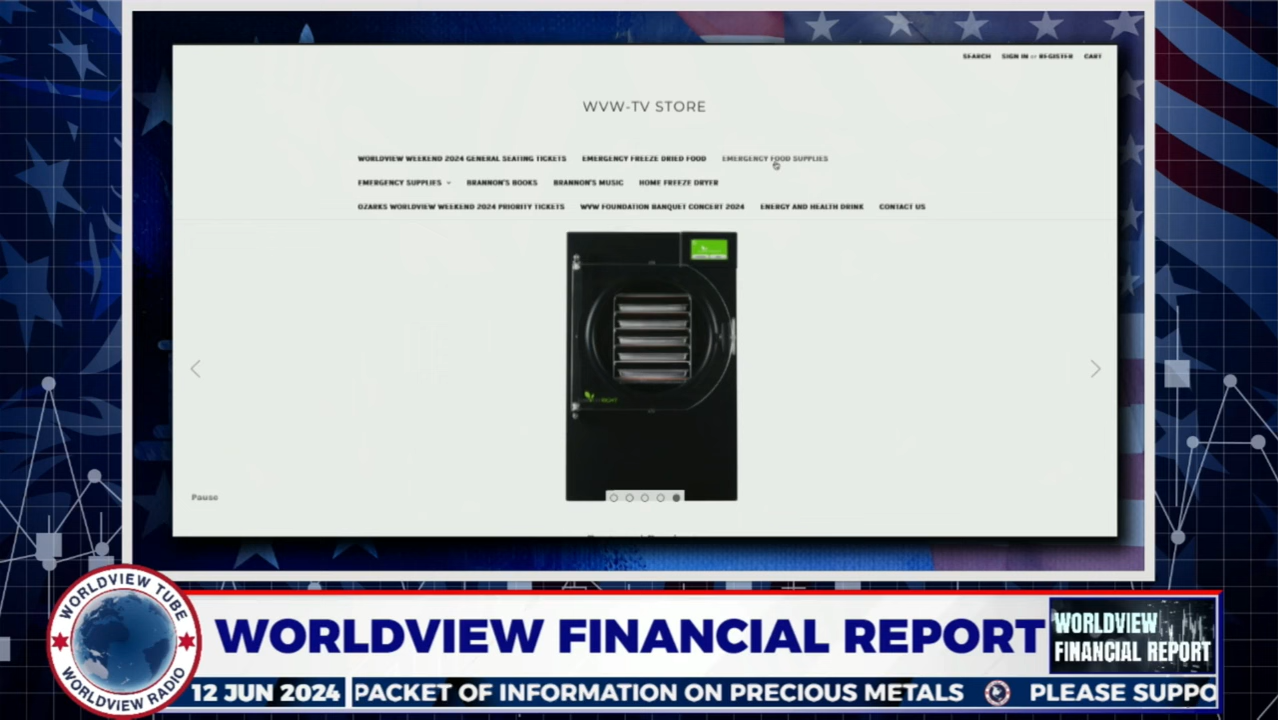 SEARCH SIGN IN or REGISTER CART
WVW-TV STORE
WORLDVIEW WEEKEND 2024 GENERAL SEATING TICKETS EMERGENCY FREEZE DRIED FOOD EMERGENCY FOOD SUPPLIES
EMERGENCY SUPPLIES BRANNON'S BOOKS BRANNON'S MUSIC HOME FREEZE DRYER
OZARKS WORLDVIEW WEEKEND 2024 PRIORITY TICKETS WVW FOUNDATION BANQUET CONCERT 2024 ENERGY AND HEALTH DRINK CONTACT US
Pause
WORLDVIEW TUBE
WORLDVIEW RADIO
WORLDVIEW FINANCIAL REPORT
WORLDVIEW
FINANCIAL REPORT
12 JUN 2024 PACKET OF INFORMATION ON PRECIOUS METALS PLEASE SUPPO